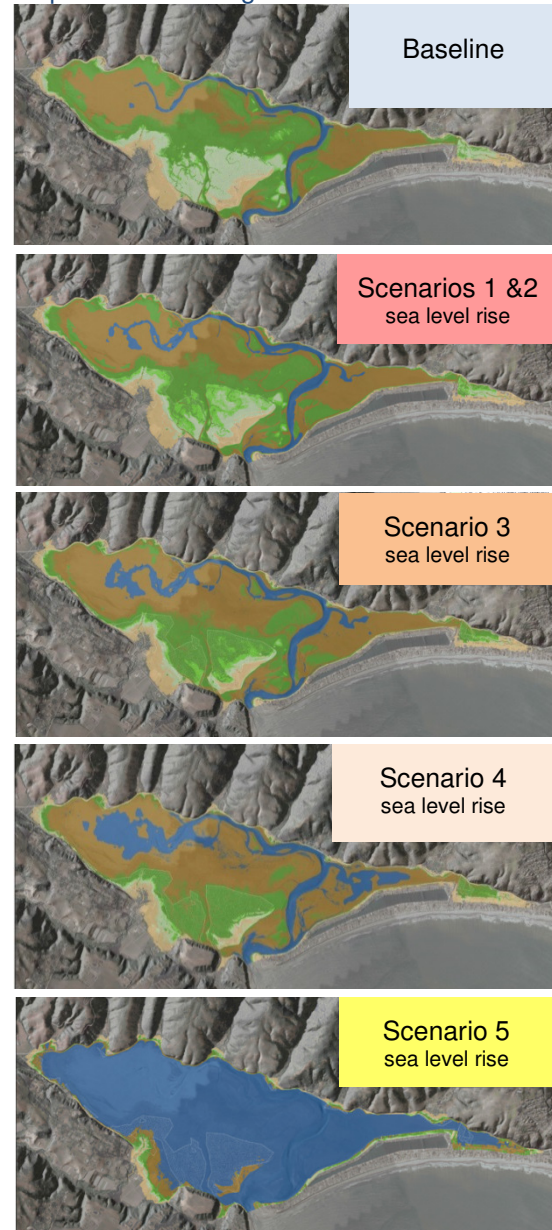 Baseline
Scenarios 1 &2
sea level rise
Scenario 3
sea level rise
Scenario 4
sea level rise
Scenario 5
sea level rise